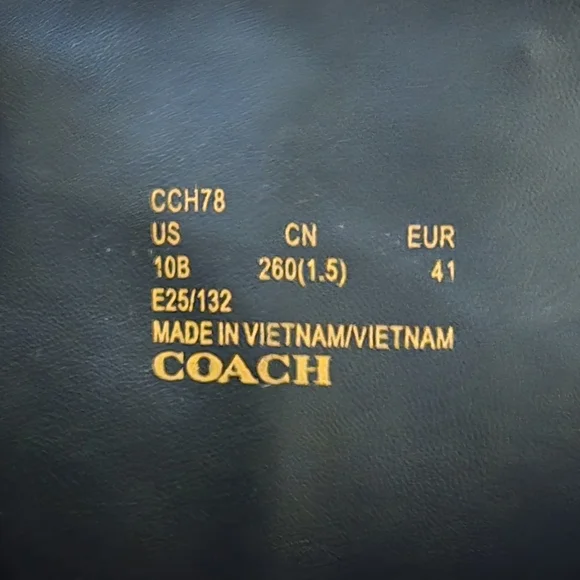 CCH78
US CN EUR
10B 260(1.5) 41
E25/132
MADE IN VIETNAM/VIETNAM
COACH